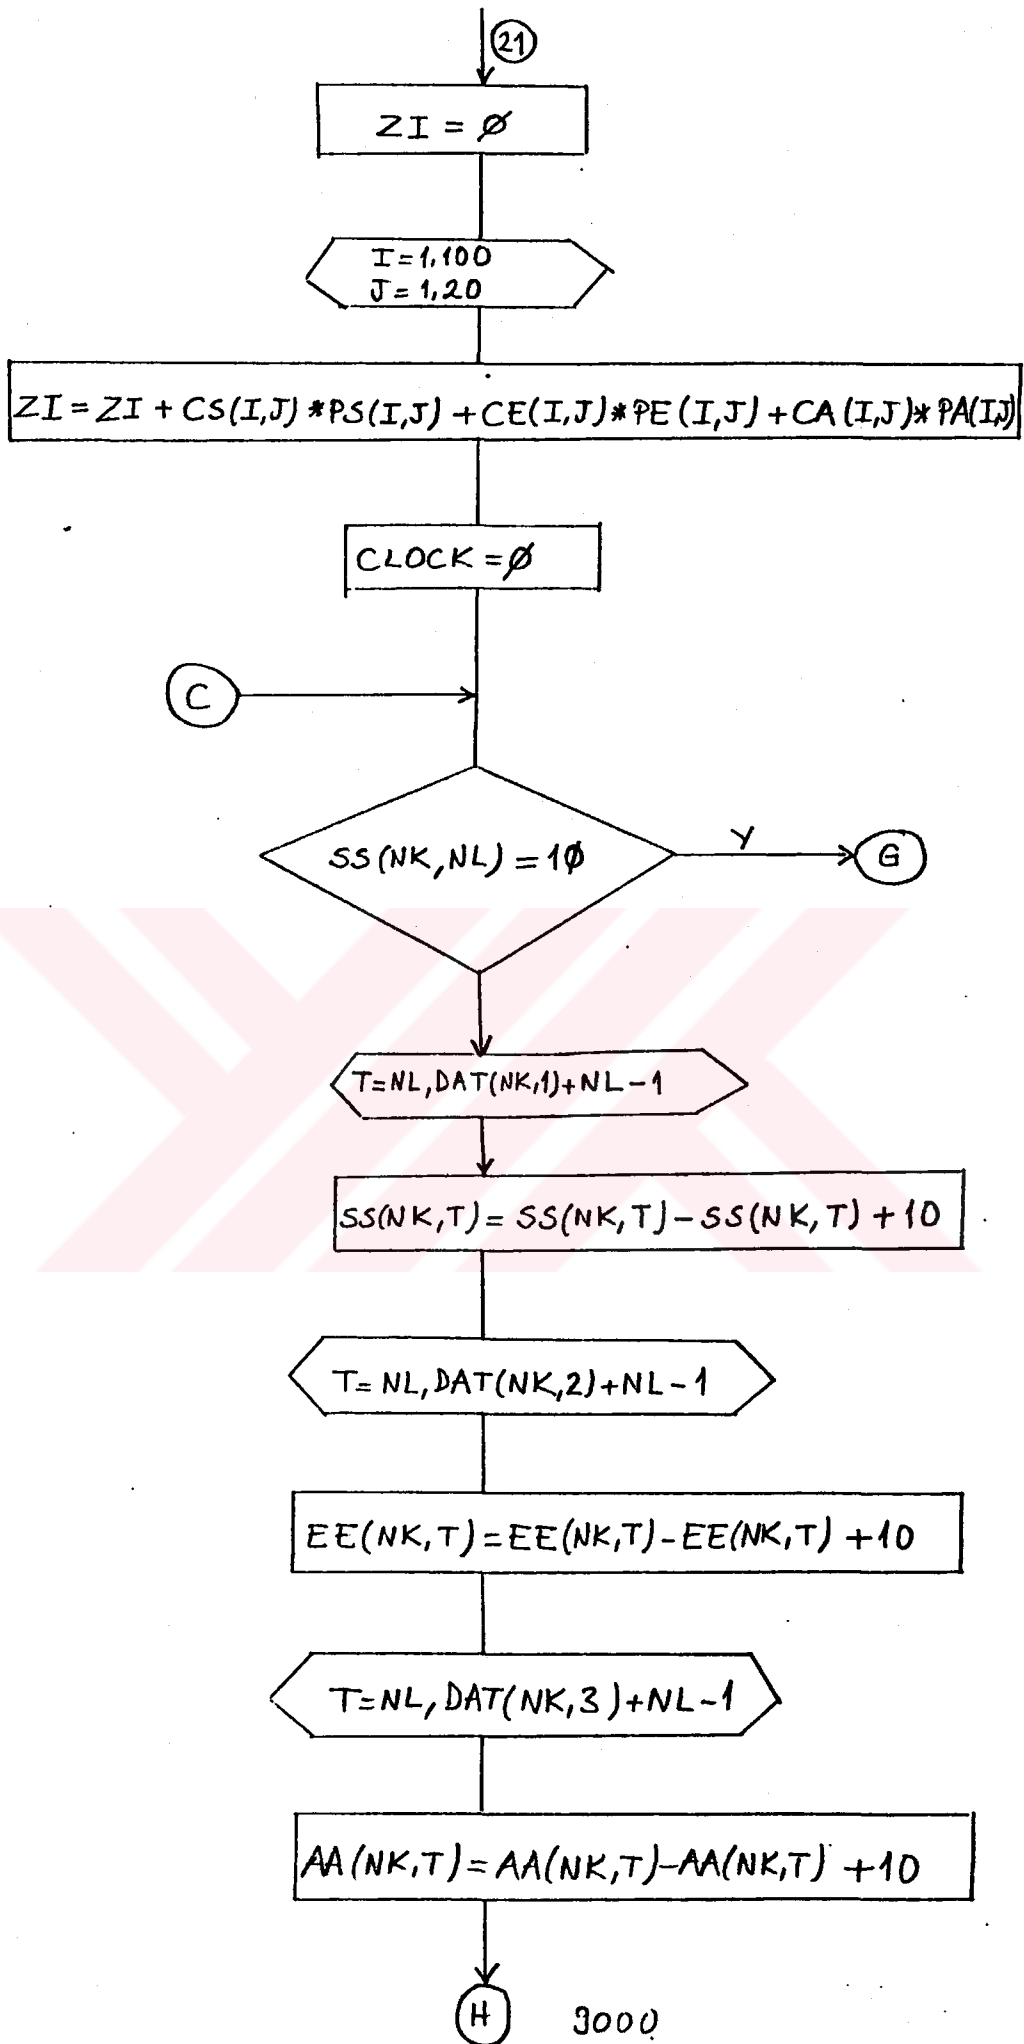 21
ZI = Ø
I=1,100
J=1,20
ZI = ZI + CS(I,J) *PS(I,J) + CE(I,J)*PE(I,J) + CA(I,J)* PA(I,J)
CLOCK = Ø
C
SS(NK,NL) = 1Ø
Y
G
T=NL,DAT(NK,1)+NL-1
SS(NK,T) = SS(NK,T) - SS(NK,T) + 10
T= NL,DAT(NK,2)+NL-1
EE(NK,T) = EE(NK,T) - EE(NK,T) +10
T=NL,DAT(NK,3)+NL-1
AA(NK,T) = AA(NK,T)-AA(NK,T) +10
H 9000